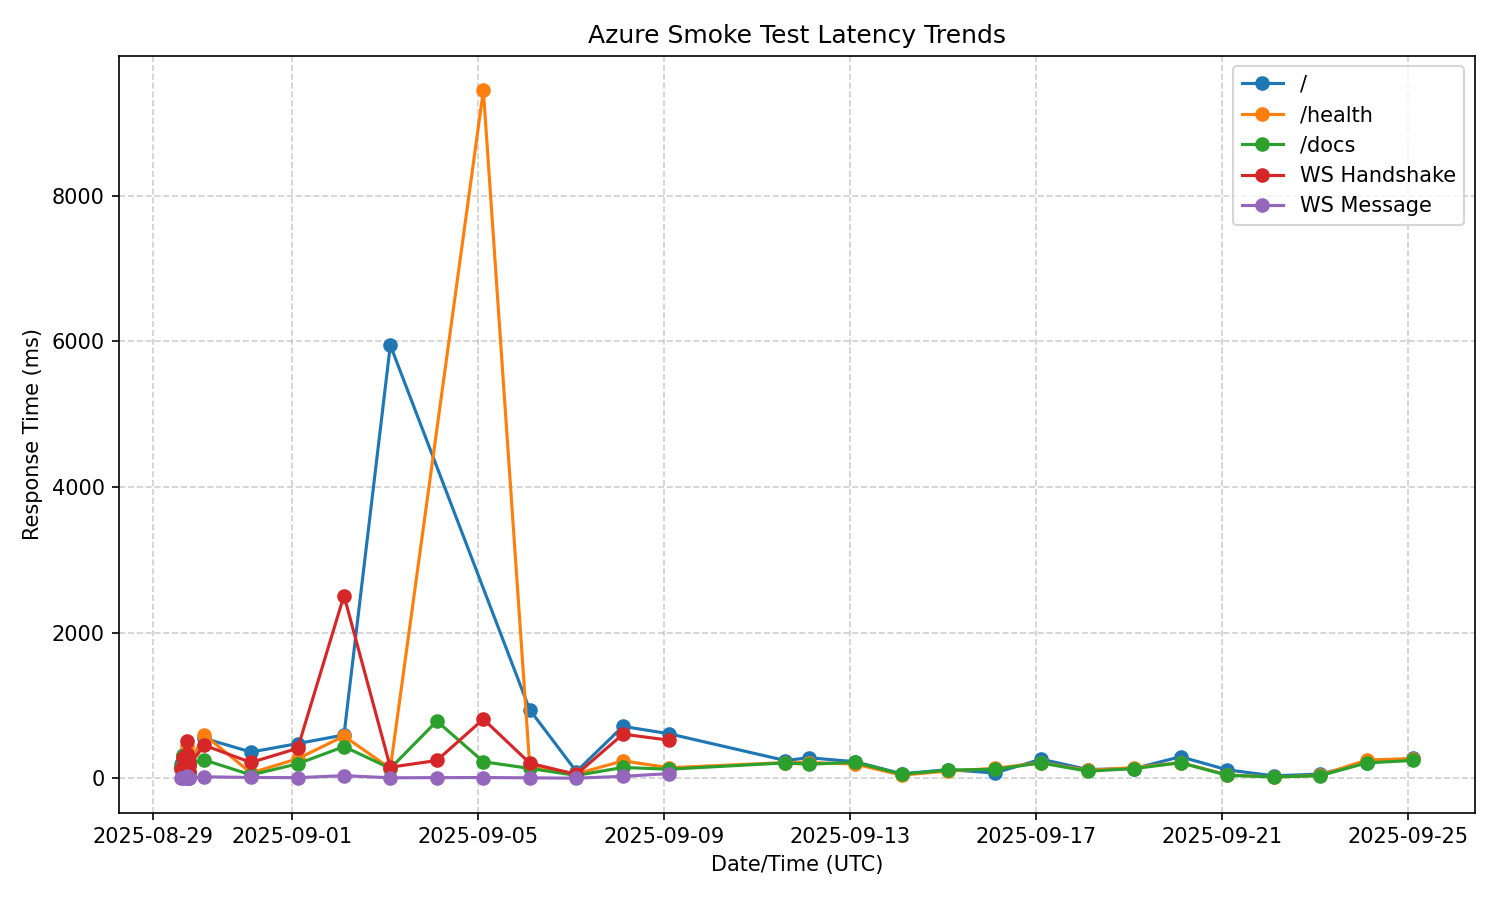 Azure Smoke Test Latency Trends
/
/health
/docs
WS Handshake
WS Message
Response Time (ms)
8000
6000
4000
2000
0
2025-08-29
2025-09-01
2025-09-05
2025-09-09
2025-09-13
2025-09-17
2025-09-21
2025-09-25
Date/Time (UTC)